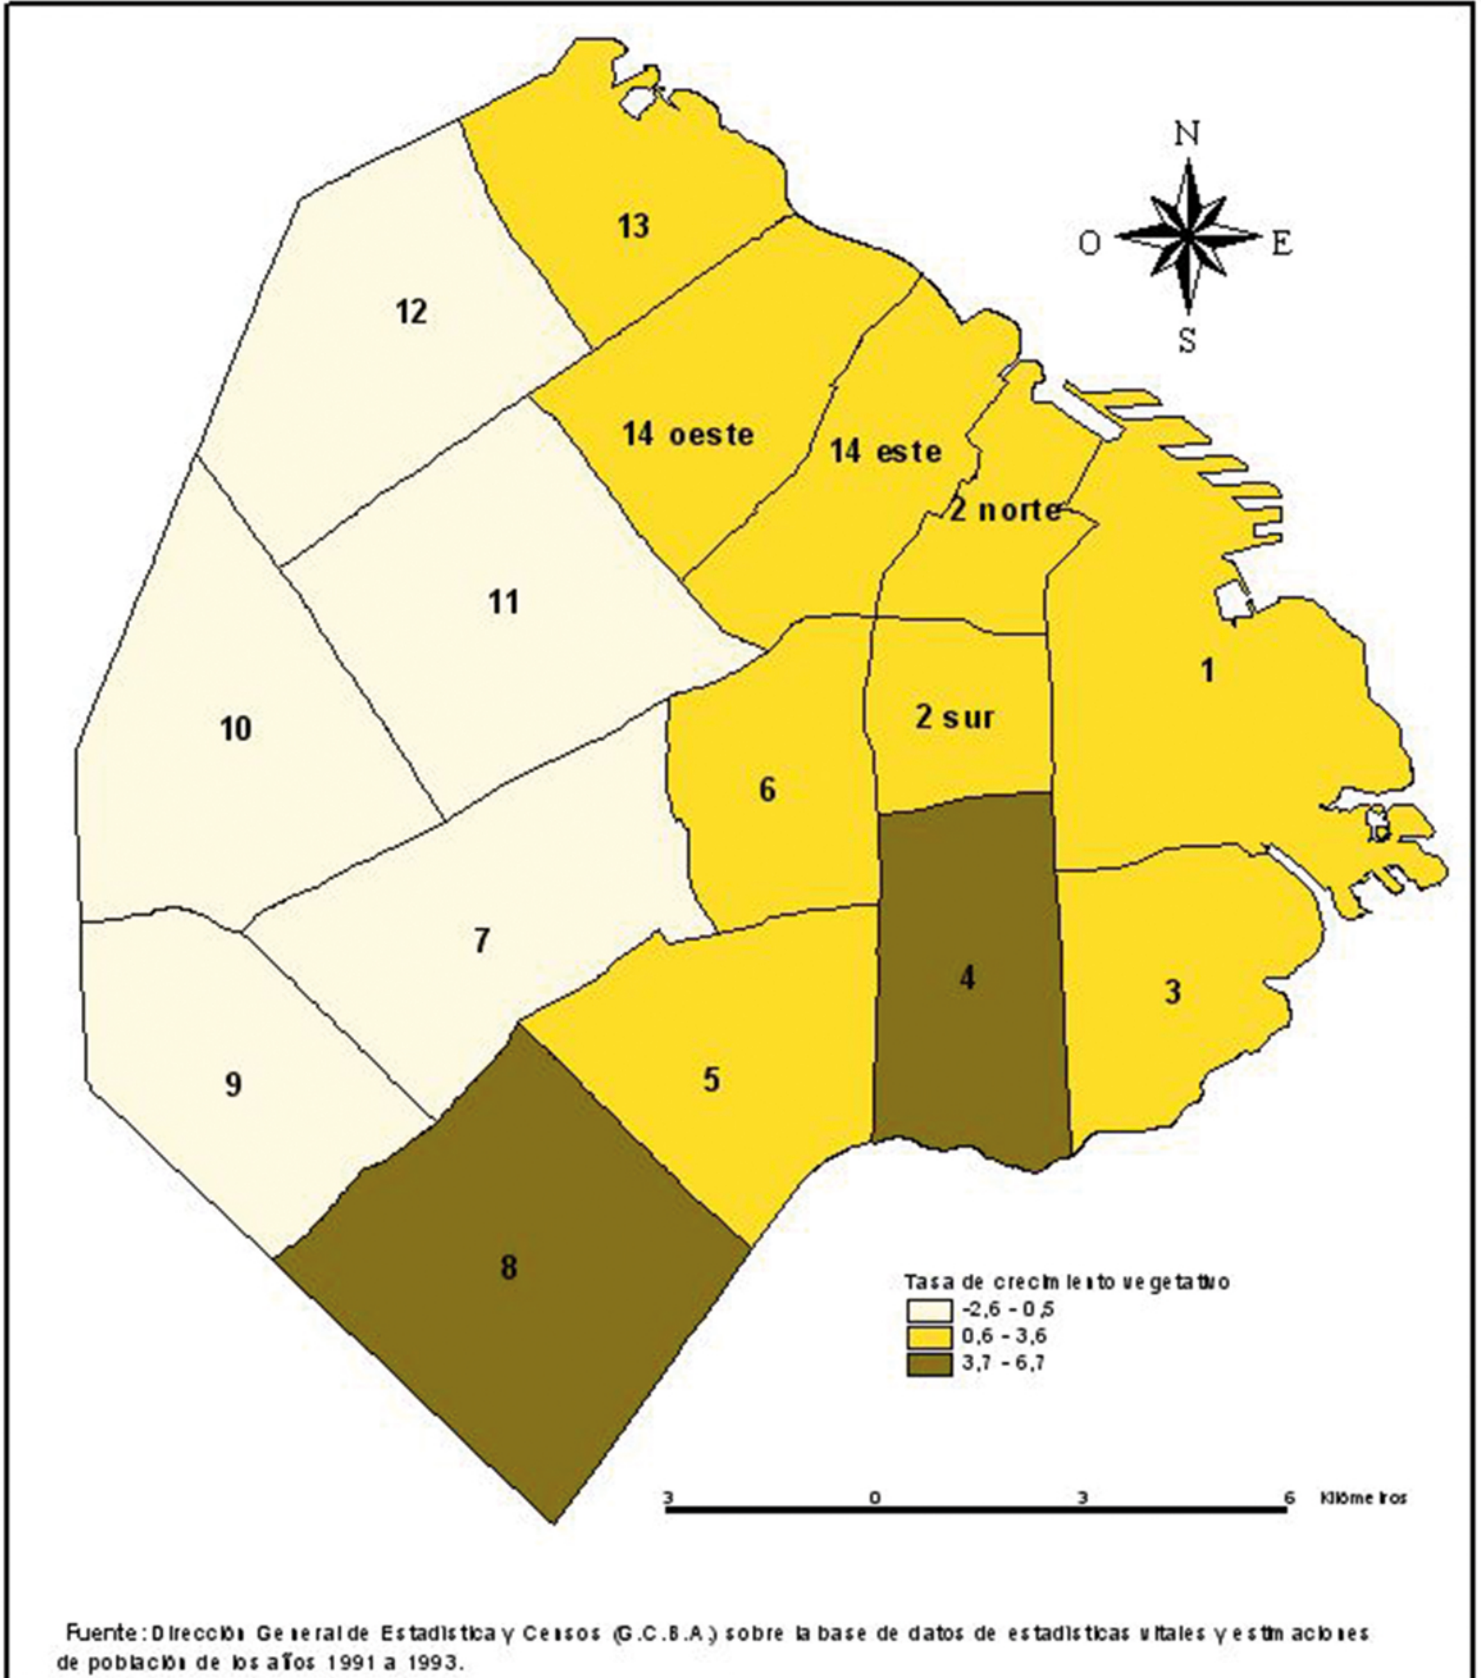 N
O E
S
13
12
14 oeste
14 este
2 norte
11
1
10
2 sur
6
7
4
3
9
5
8
Tasa de crecimiento vegetativo
-2,6 - 0,5
0,6 - 3,6
3,7 - 6,7
3 0 3 6 Kilómetros
Fuente: Dirección General de Estadística y Censos (G.C.B.A.) sobre la base de datos de estadísticas vitales y estimaciones
de población de los años 1991 a 1993.